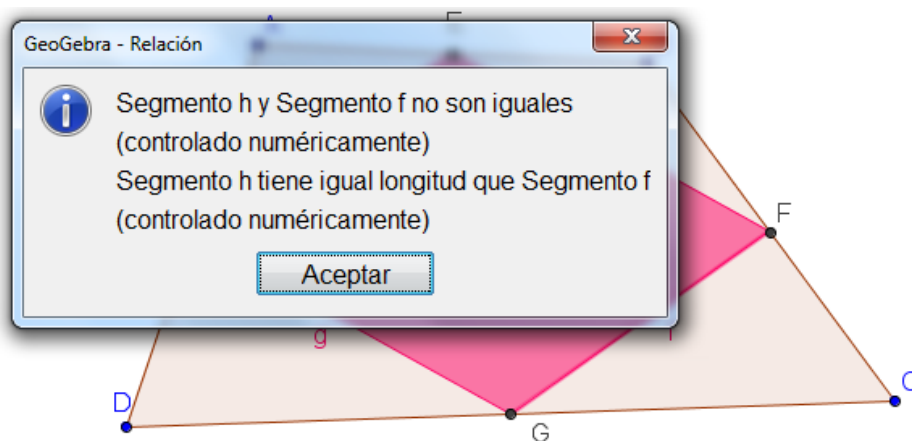 GeoGebra - Relación
Segmento h y Segmento f no son iguales
(controlado numéricamente)
Segmento h tiene igual longitud que Segmento f
(controlado numéricamente)
Aceptar
F
g
D
G